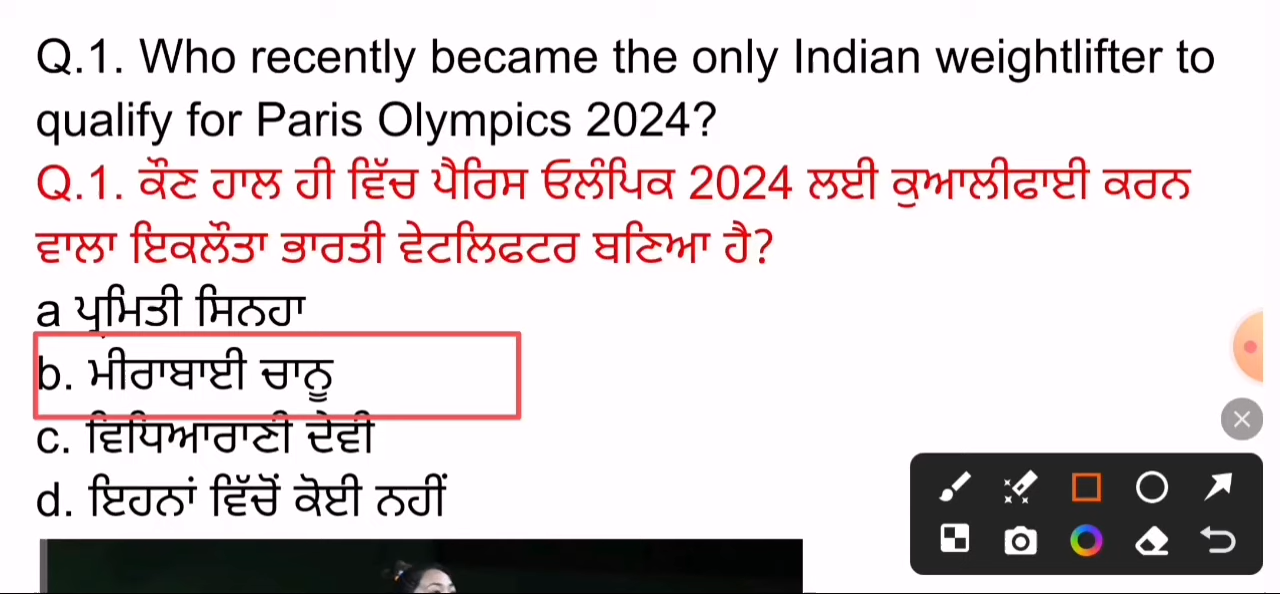 Q.1. Who recently became the only Indian weightlifter to
qualify for Paris Olympics 2024?
Q.1. ਕੌਣ ਹਾਲ ਹੀ ਵਿੱਚ ਪੈਰਿਸ ਓਲੰਪਿਕ 2024 ਲਈ ਕੁਆਲੀਫਾਈ ਕਰਨ
ਵਾਲਾ ਇਕਲੌਤਾ ਭਾਰਤੀ ਵੇਟਲਿਫਟਰ ਬਣਿਆ ਹੈ?
a ਪ੍ਰਮਿਤੀ ਸਿਨਹਾ
b. ਮੀਰਾਬਾਈ ਚਾਨੂ
c. ਵਿਧਿਆਰਾਣੀ ਦੇਵੀ
d. ਇਹਨਾਂ ਵਿੱਚੋਂ ਕੋਈ ਨਹੀਂ